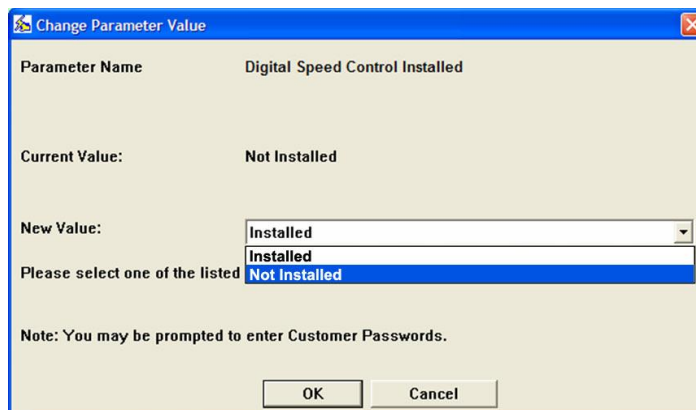 Change Parameter Value
Parameter Name Digital Speed Control Installed
Current Value: Not Installed
New Value: Installed
Installed
Please select one of the listed Not Installed
Note: You may be prompted to enter Customer Passwords.
OK Cancel